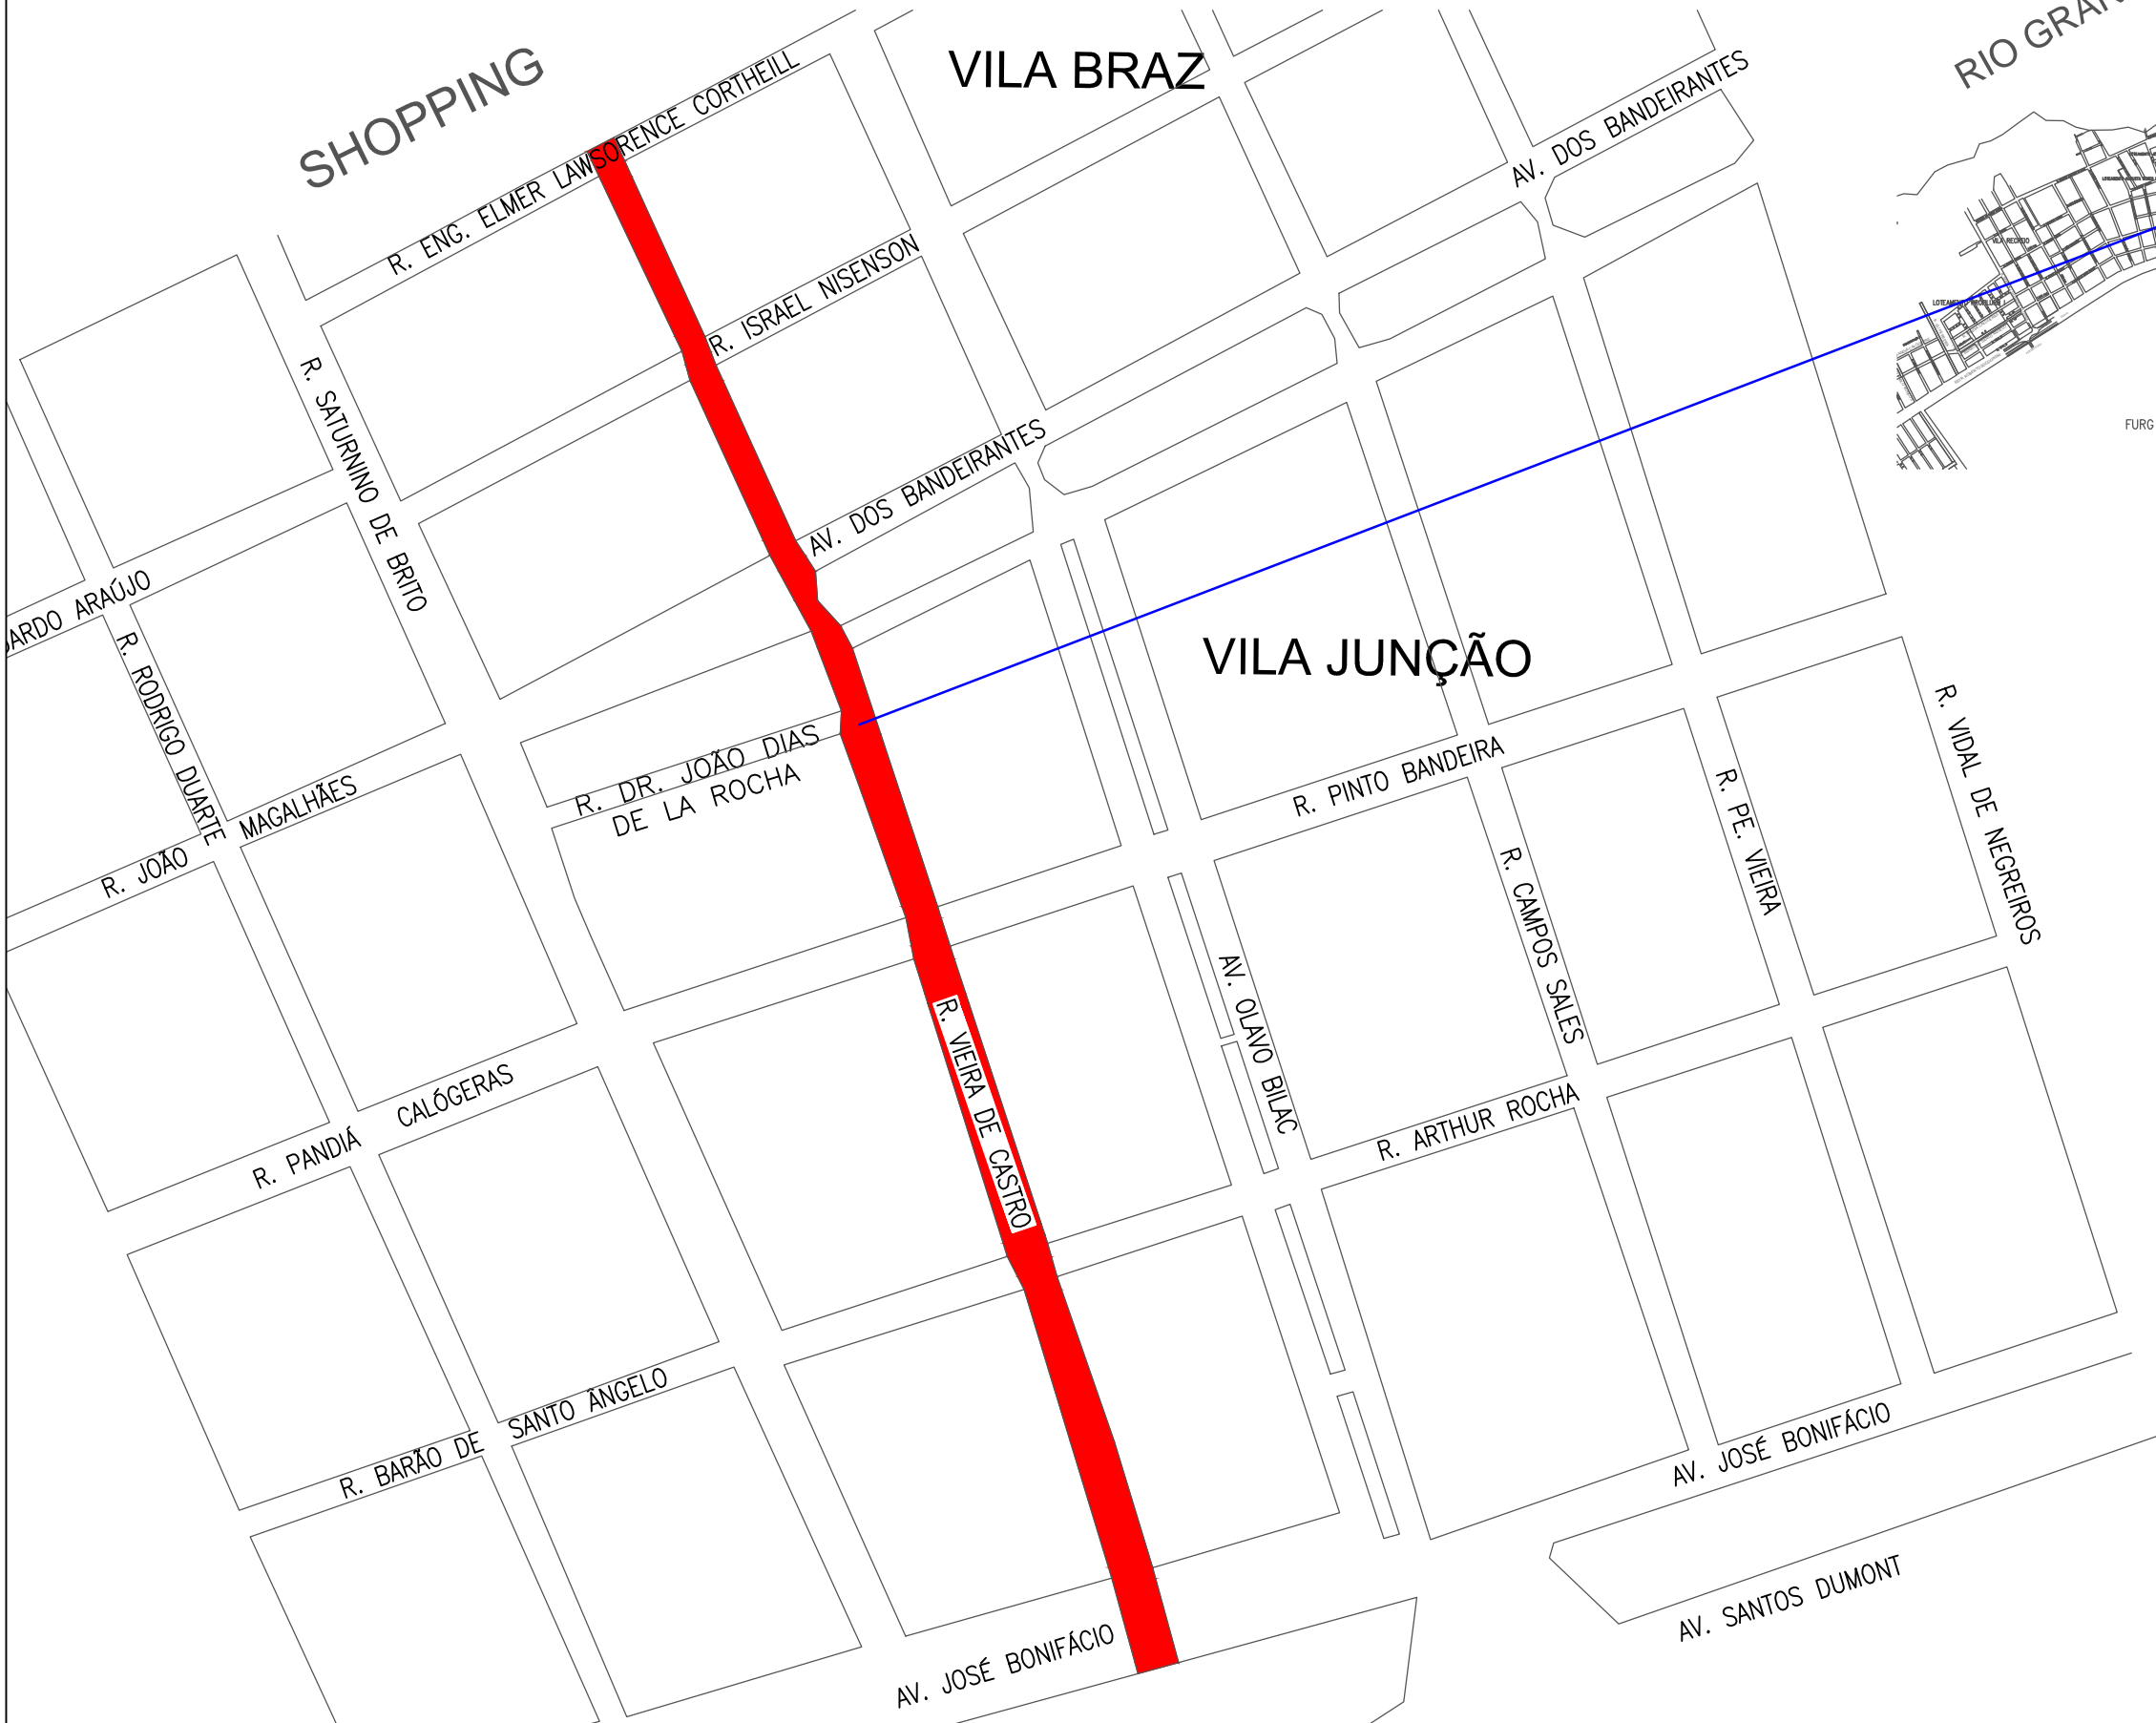 SHOPPING
VILA BRAZ
RIO GRAN
R. ENG. ELMER LAWSORENCE CORTHEILL
AV. DOS BANDEIRANTES
R. ISRAEL NISENSON
VILA RECREIO
R. SATURNINO DE BRITO
AV. DOS BANDEIRANTES
FURG
ARDO ARAÚJO
R. RODRIGO DUARTE
VILA JUNÇÃO
R. DR. JOÃO DIAS
DE LA ROCHA
R. PINTO BANDEIRA
R. VIDAL DE NEGREIROS
R. PE. VIEIRA
R. JOÃO MAGALHÃES
R. CAMPOS SALES
AV. OLAVO BILAC
R. VIEIRA DE CASTRO
R. PANDIÁ CALÓGERAS
R. ARTHUR ROCHA
R. BARÃO DE SANTO ÂNGELO
AV. JOSÉ BONIFÁCIO
AV. SANTOS DUMONT
AV. JOSÉ BONIFÁCIO